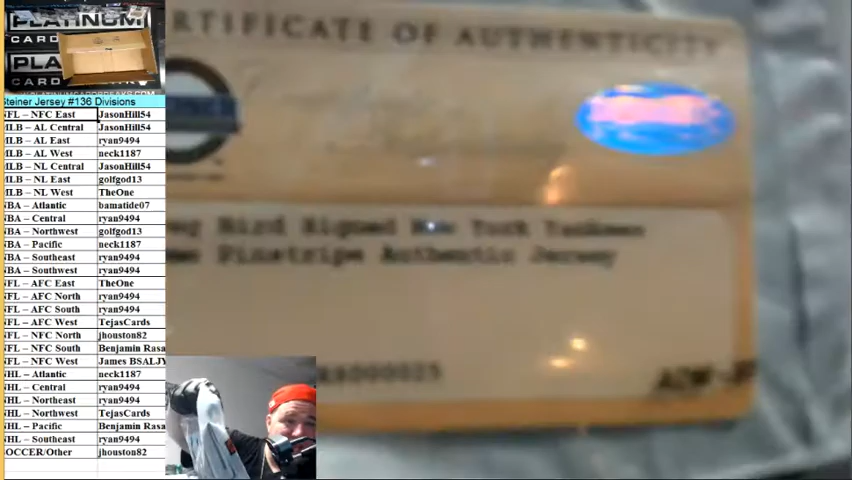 PLATINUM
CARD
PLA
CARD
Steiner Jersey #136 Divisions
NFL – NFC East JasonHill54
MLB – AL Central JasonHill54
MLB – AL East ryan9494
MLB – AL West neck1187
MLB – NL Central JasonHill54
MLB – NL East golfgod13
MLB – NL West TheOne
NBA – Atlantic bamatide07
NBA – Central ryan9494
NBA – Northwest golfgod13
NBA – Pacific neck1187
NBA – Southeast ryan9494
NBA – Southwest ryan9494
NFL – AFC East TheOne
NFL – AFC North ryan9494
NFL – AFC South ryan9494
NFL – AFC West TejasCards
NFL – NFC North jhouston82
NFL – NFC South Benjamin Rasa
NFL – NFC West James BSALJY
NHL – Atlantic neck1187
NHL – Central ryan9494
NHL – Northeast ryan9494
NHL – Northwest TejasCards
NHL – Pacific Benjamin Rasa
NHL – Southeast ryan9494
SOCCER/Other jhouston82
RTIFICATE OF AUTHENTICITY
Bird Signed New York Yankees
Pinstripe Authentic Jersey